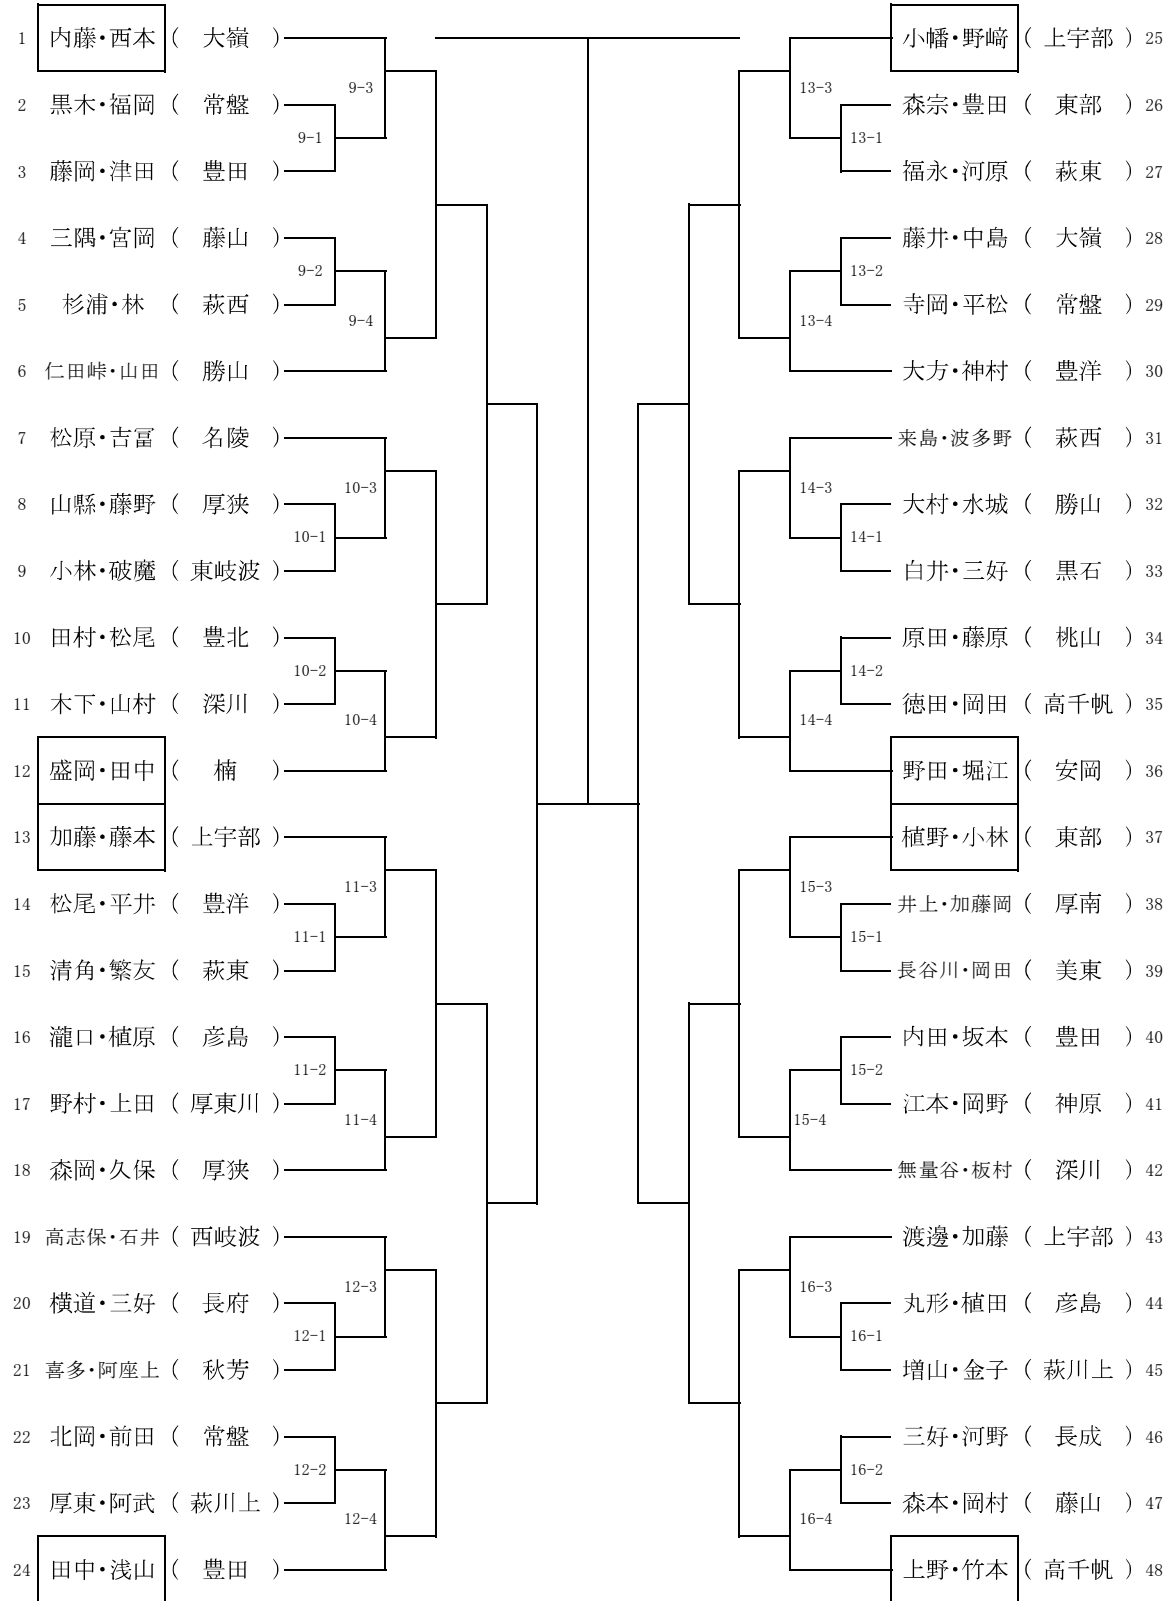 1 内藤・西本 ( 大嶺 )
9-3
2 黒木・福岡 ( 常盤 )
9-1
3 藤岡・津田 ( 豊田 )
4 三隅・宮岡 ( 藤山 )
9-2
5 杉浦・林 ( 萩西 )
9-4
6 仁田峠・山田 ( 勝山 )
7 松原・吉冨 ( 名陵 )
10-3
8 山縣・藤野 ( 厚狭 )
10-1
9 小林・破魔 ( 東岐波 )
10 田村・松尾 ( 豊北 )
10-2
11 木下・山村 ( 深川 )
10-4
12 盛岡・田中 ( 楠 )
13 加藤・藤本 ( 上宇部 )
11-3
14 松尾・平井 ( 豊洋 )
11-1
15 清角・繁友 ( 萩東 )
16 瀧口・植原 ( 彦島 )
11-2
17 野村・上田 ( 厚東川 )
11-4
18 森岡・久保 ( 厚狭 )
19 高志保・石井 ( 西岐波 )
12-3
20 横道・三好 ( 長府 )
12-1
21 喜多・阿座上 ( 秋芳 )
22 北岡・前田 ( 常盤 )
12-2
23 厚東・阿武 ( 萩川上 )
12-4
24 田中・浅山 ( 豊田 )
小幡・野﨑 ( 上宇部 ) 25
13-3
森宗・豊田 ( 東部 ) 26
13-1
福永・河原 ( 萩東 ) 27
藤井・中島 ( 大嶺 ) 28
13-2
寺岡・平松 ( 常盤 ) 29
13-4
大方・神村 ( 豊洋 ) 30
来島・波多野 ( 萩西 ) 31
14-3
大村・水城 ( 勝山 ) 32
14-1
白井・三好 ( 黒石 ) 33
原田・藤原 ( 桃山 ) 34
14-2
徳田・岡田 ( 高千帆 ) 35
14-4
野田・堀江 ( 安岡 ) 36
植野・小林 ( 東部 ) 37
15-3
井上・加藤岡 ( 厚南 ) 38
15-1
長谷川・岡田 ( 美東 ) 39
内田・坂本 ( 豊田 ) 40
15-2
江本・岡野 ( 神原 ) 41
15-4
無量谷・板村 ( 深川 ) 42
渡邊・加藤 ( 上宇部 ) 43
16-3
丸形・植田 ( 彦島 ) 44
16-1
増山・金子 ( 萩川上 ) 45
三好・河野 ( 長成 ) 46
16-2
森本・岡村 ( 藤山 ) 47
16-4
上野・竹本 ( 高千帆 ) 48